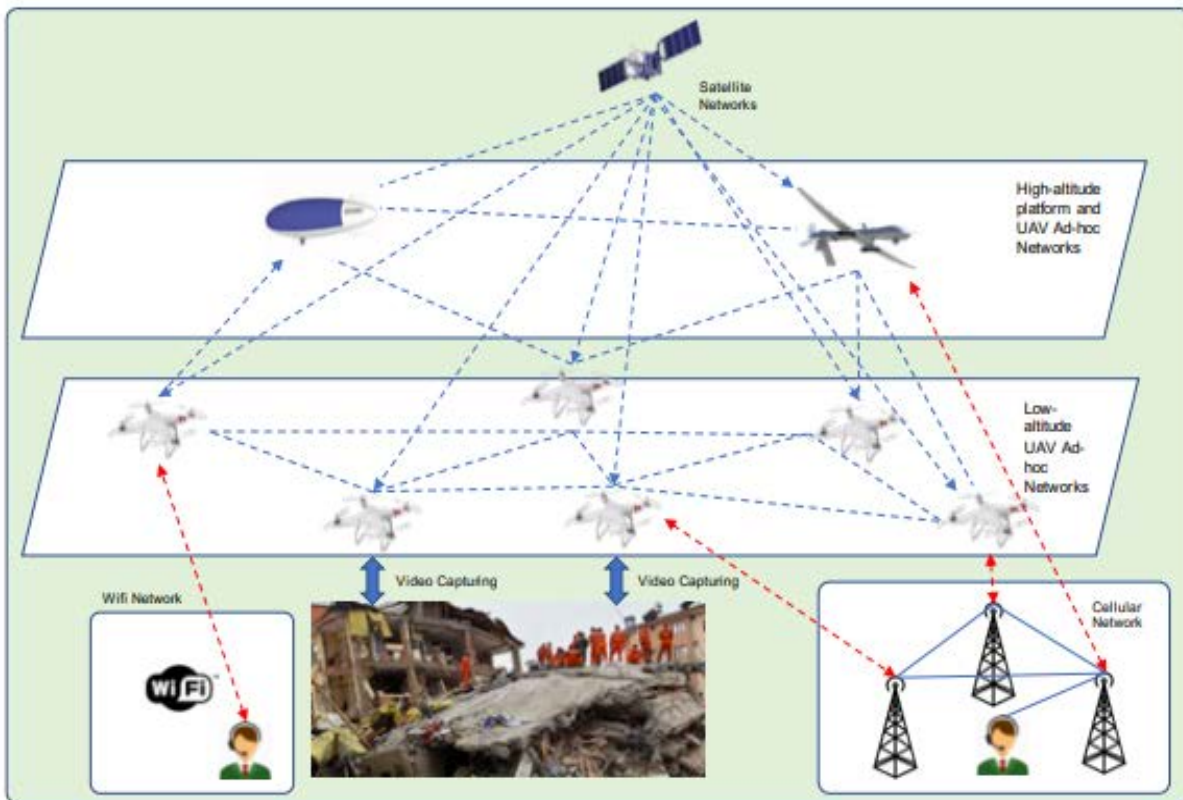 Satellite
Networks
High-altitude
platform and
UAV Ad-hoc
Networks
Low-
altitude
UAV Ad-
hoc
Networks
Video Capturing
Video Capturing
Wifi Network
Cellular
Network
WiFi